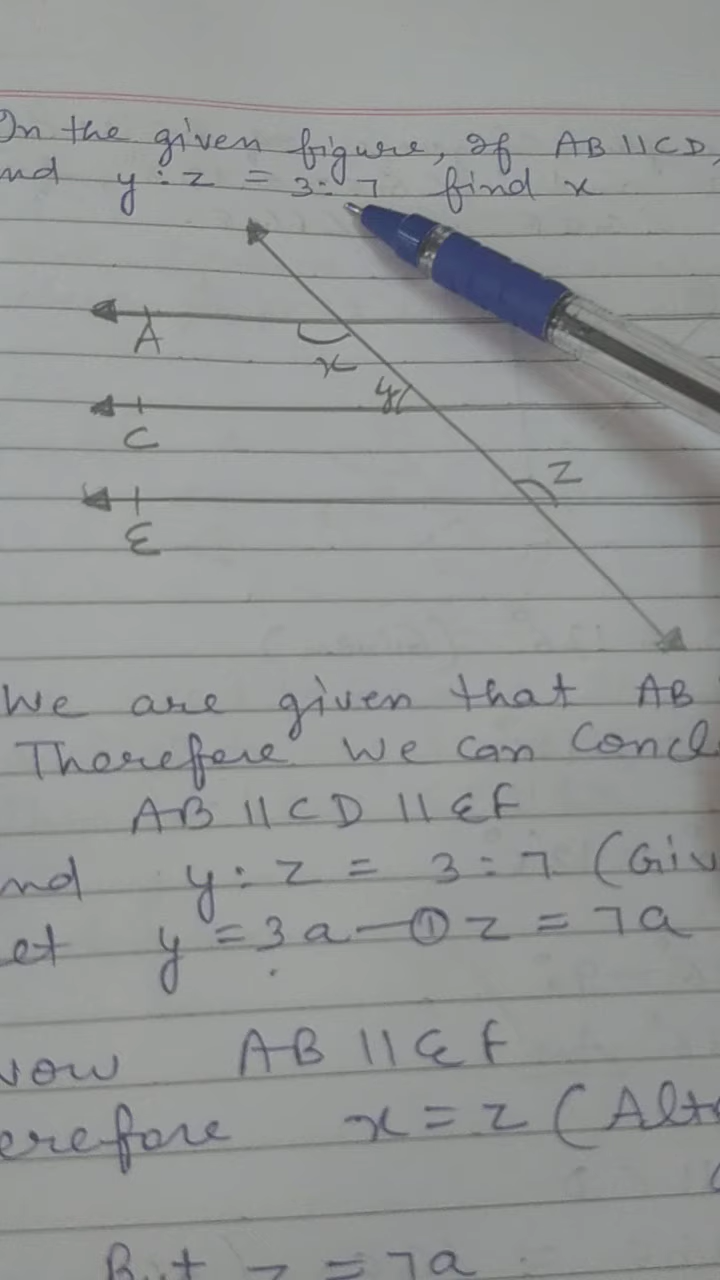 In the given figure, If AB || CD,
nd y : z = 3 : 7 find x
A
x
y
C
z
E
We are given that AB
Therefore We can Concl
AB || CD || EF
nd y : z = 3 : 7 (Giv
et y = 3a — ① z = 7a
Now AB || EF
erefore x = z (Alt
But z = 7a